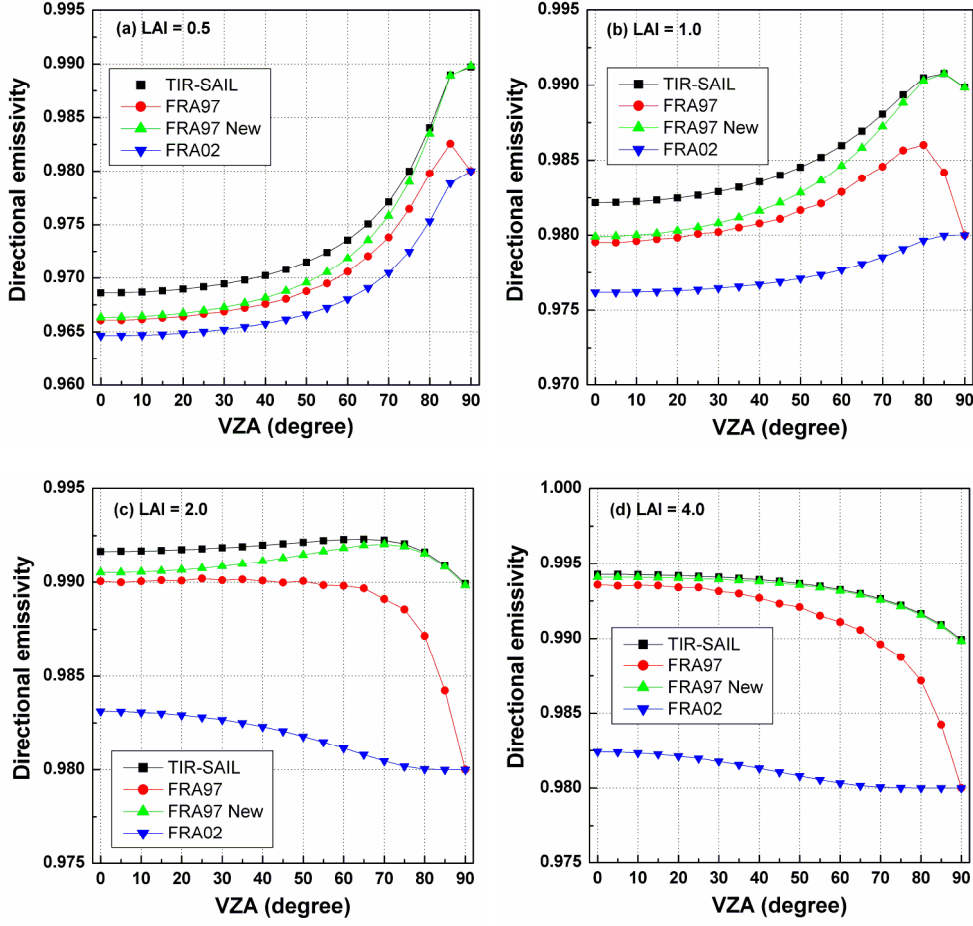 (a) LAI = 0.5
TIR-SAIL
FRA97
FRA97 New
FRA02
0.995
0.990
0.985
0.980
0.975
0.970
0.965
0.960
Directional emissivity
0 10 20 30 40 50 60 70 80 90
VZA (degree)
(b) LAI = 1.0
TIR-SAIL
FRA97
FRA97 New
FRA02
0.995
0.990
0.985
0.980
0.975
0.970
Directional emissivity
0 10 20 30 40 50 60 70 80 90
VZA (degree)
(c) LAI = 2.0
TIR-SAIL
FRA97
FRA97 New
FRA02
0.995
0.990
0.985
0.980
0.975
Directional emissivity
0 10 20 30 40 50 60 70 80 90
VZA (degree)
(d) LAI = 4.0
TIR-SAIL
FRA97
FRA97 New
FRA02
1.000
0.995
0.990
0.985
0.980
0.975
Directional emissivity
0 10 20 30 40 50 60 70 80 90
VZA (degree)